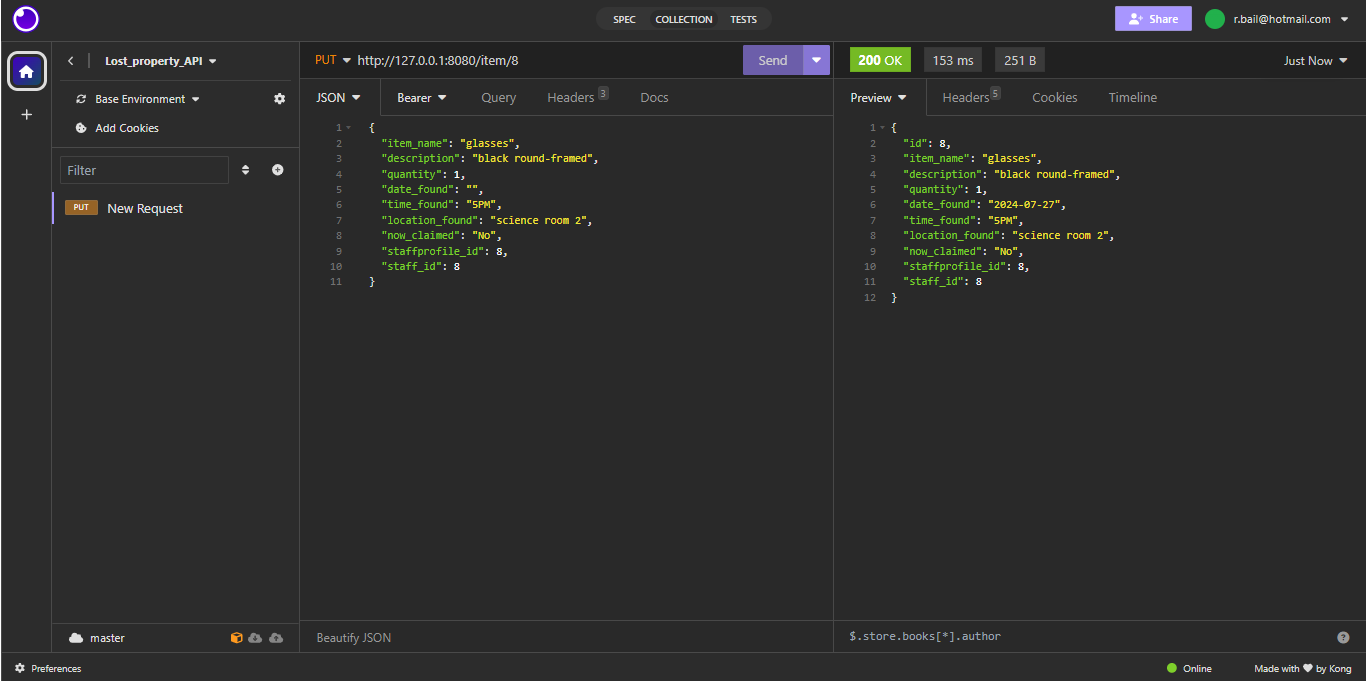 SPEC COLLECTION TESTS
Share
r.bail@hotmail.com
Lost_property_API
Base Environment
Add Cookies
Filter
PUT New Request
master
PUT http://127.0.0.1:8080/item/8
Send
JSON Bearer Query Headers 3 Docs
1 {
2 "item_name": "glasses",
3 "description": "black round-framed",
4 "quantity": 1,
5 "date_found": "",
6 "time_found": "5PM",
7 "location_found": "science room 2",
8 "now_claimed": "No",
9 "staffprofile_id": 8,
10 "staff_id": 8
11 }
Beautify JSON
200 OK 153 ms 251 B Just Now
Preview Headers 5 Cookies Timeline
1 {
2 "id": 8,
3 "item_name": "glasses",
4 "description": "black round-framed",
5 "quantity": 1,
6 "date_found": "2024-07-27",
7 "time_found": "5PM",
8 "location_found": "science room 2",
9 "now_claimed": "No",
10 "staffprofile_id": 8,
11 "staff_id": 8
12 }
$.store.books[*].author
?
Preferences
Online
Made with ♥ by Kong